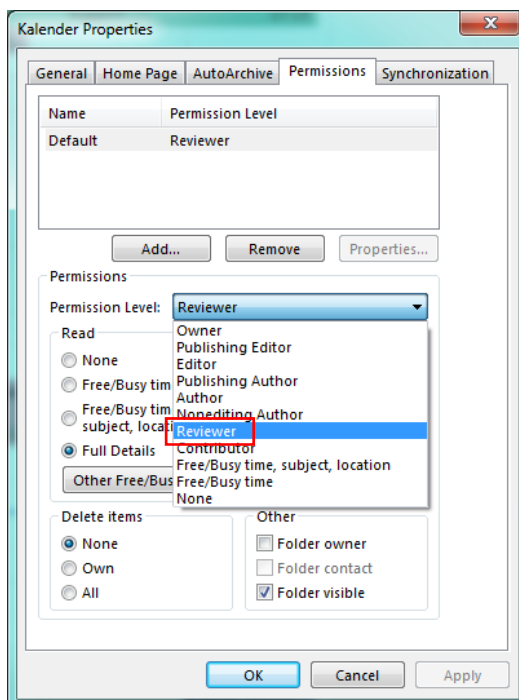 Kalender Properties
x
General Home Page AutoArchive Permissions Synchronization
Name Permission Level
Default Reviewer
Add... Remove Properties...
Permissions
Permission Level: Reviewer
Owner
Publishing Editor
Editor
Publishing Author
Author
Nonediting Author
Reviewer
Contributor
Free/Busy time, subject, location
Free/Busy time
None
Read
None
Free/Busy tim
Free/Busy tim
subject, locati
Full Details
Other Free/Bus
Delete items
None
Own
All
Other
Folder owner
Folder contact
Folder visible
OK Cancel Apply